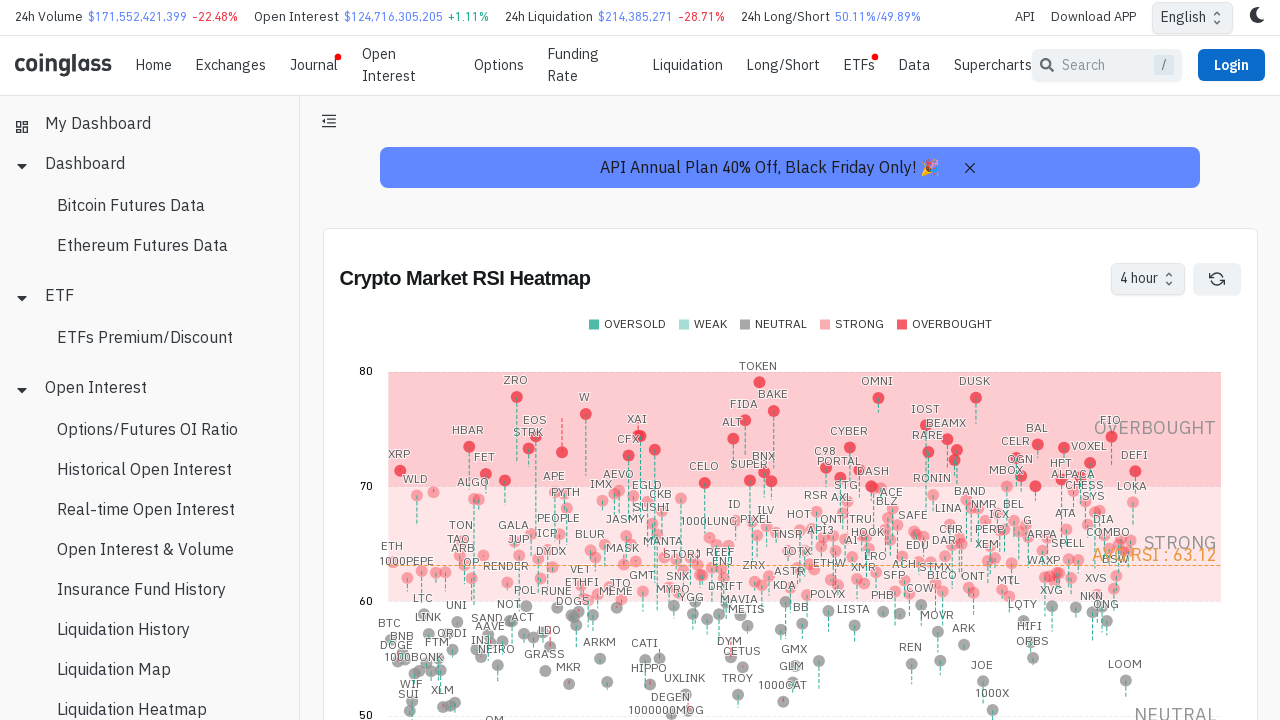 24h Volume $171,552,421,399 -22.48% Open Interest $124,716,305,205 +1.11% 24h Liquidation $214,385,271 -28.71% 24h Long/Short 50.11%/49.89% API Download APP English
coinglass Home Exchanges Journal Open Interest Options Funding Rate Liquidation Long/Short ETFs Data Supercharts Search / Login
My Dashboard
Dashboard
Bitcoin Futures Data
Ethereum Futures Data
ETF
ETFs Premium/Discount
Open Interest
Options/Futures OI Ratio
Historical Open Interest
Real-time Open Interest
Open Interest & Volume
Insurance Fund History
Liquidation History
Liquidation Map
Liquidation Heatmap
API Annual Plan 40% Off, Black Friday Only! 🎉
Crypto Market RSI Heatmap
4 hour
OVERSOLD WEAK NEUTRAL STRONG OVERBOUGHT
80
TOKEN
ZRO OMNI DUSK
W BAKE
FIDA
IOST
EOS XAI ALT BEAMX FIO
HBAR STRK CYBER RARE BAL OVERBOUGHT
CFX CELR
XRP FET BNX C98 VOXEL DEFI
CELO SUPER PORTAL CGN HFT
WLD APE AEVO DASH MBOX ALPACA
ALGO IMX EGLD STG RONIN CHESS LOKA
70
PYTH CKB RSR AXL ACE BAND SYS
SUSHI ID BLZ LINA NMR BEL
PEOPLE JASMY 1000LUNC PIXEL ILV HOT QNT TRU SAFE ICX G ATA DIA
TON GALA ICP BLUR TNSR API3 HOOK CHR PERP ARPA COMBO
ETH TAO JUP MANTA AI EDU DAR XEM SPELL STRONG
ARB DYDX MASK STORJ REEF IOTX LRO AVG RSI : 63.12
1000PEPE TOP RENDER VET GMT ENJ ZRX ASTR ETHW XMR ACH STMX WAXP BSW
ETHFI JTO SNX KDA SFP BICO ONT MTL XVS
POL RUNE MEME MYRO DRIFT POLYX PHB COW XVG NKN
60
LTC UNI NOT DOGS YGG MAVIA METIS BB LISTA LQTY ONG
BTC LINK SAND ACT MOVR HIFI
BNB ORDI AAVE LDO ARK
DOGE FTM INJ NEIRO ARKM CATI DYM GMX REN ORBS
1000BONK GRASS CETUS
MKR HIPPO GLM JOE LOOM
WIF UXLINK TROY 1000CAT
SUI XLM DEGEN 1000X
1000000MOG
50
OM NEUTRAL